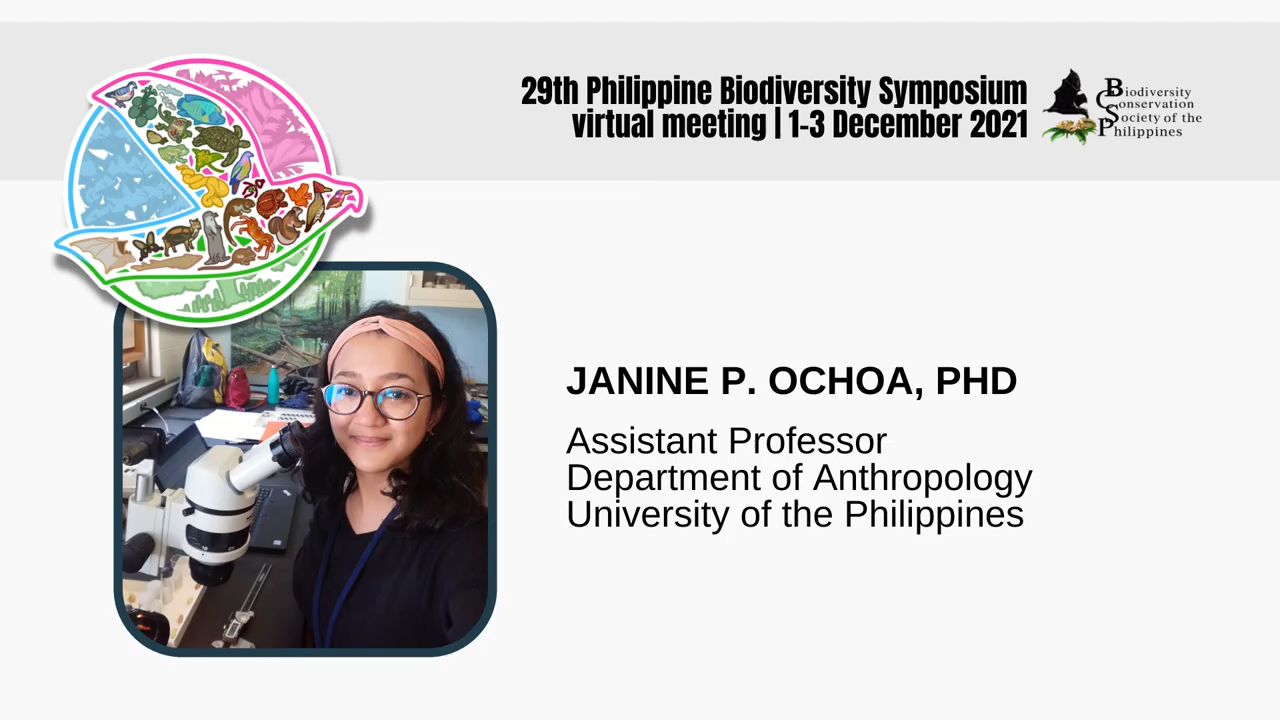 29th Philippine Biodiversity Symposium
virtual meeting | 1-3 December 2021
Biodiversity
Conservation
Society of the
Philippines
JANINE P. OCHOA, PHD
Assistant Professor
Department of Anthropology
University of the Philippines